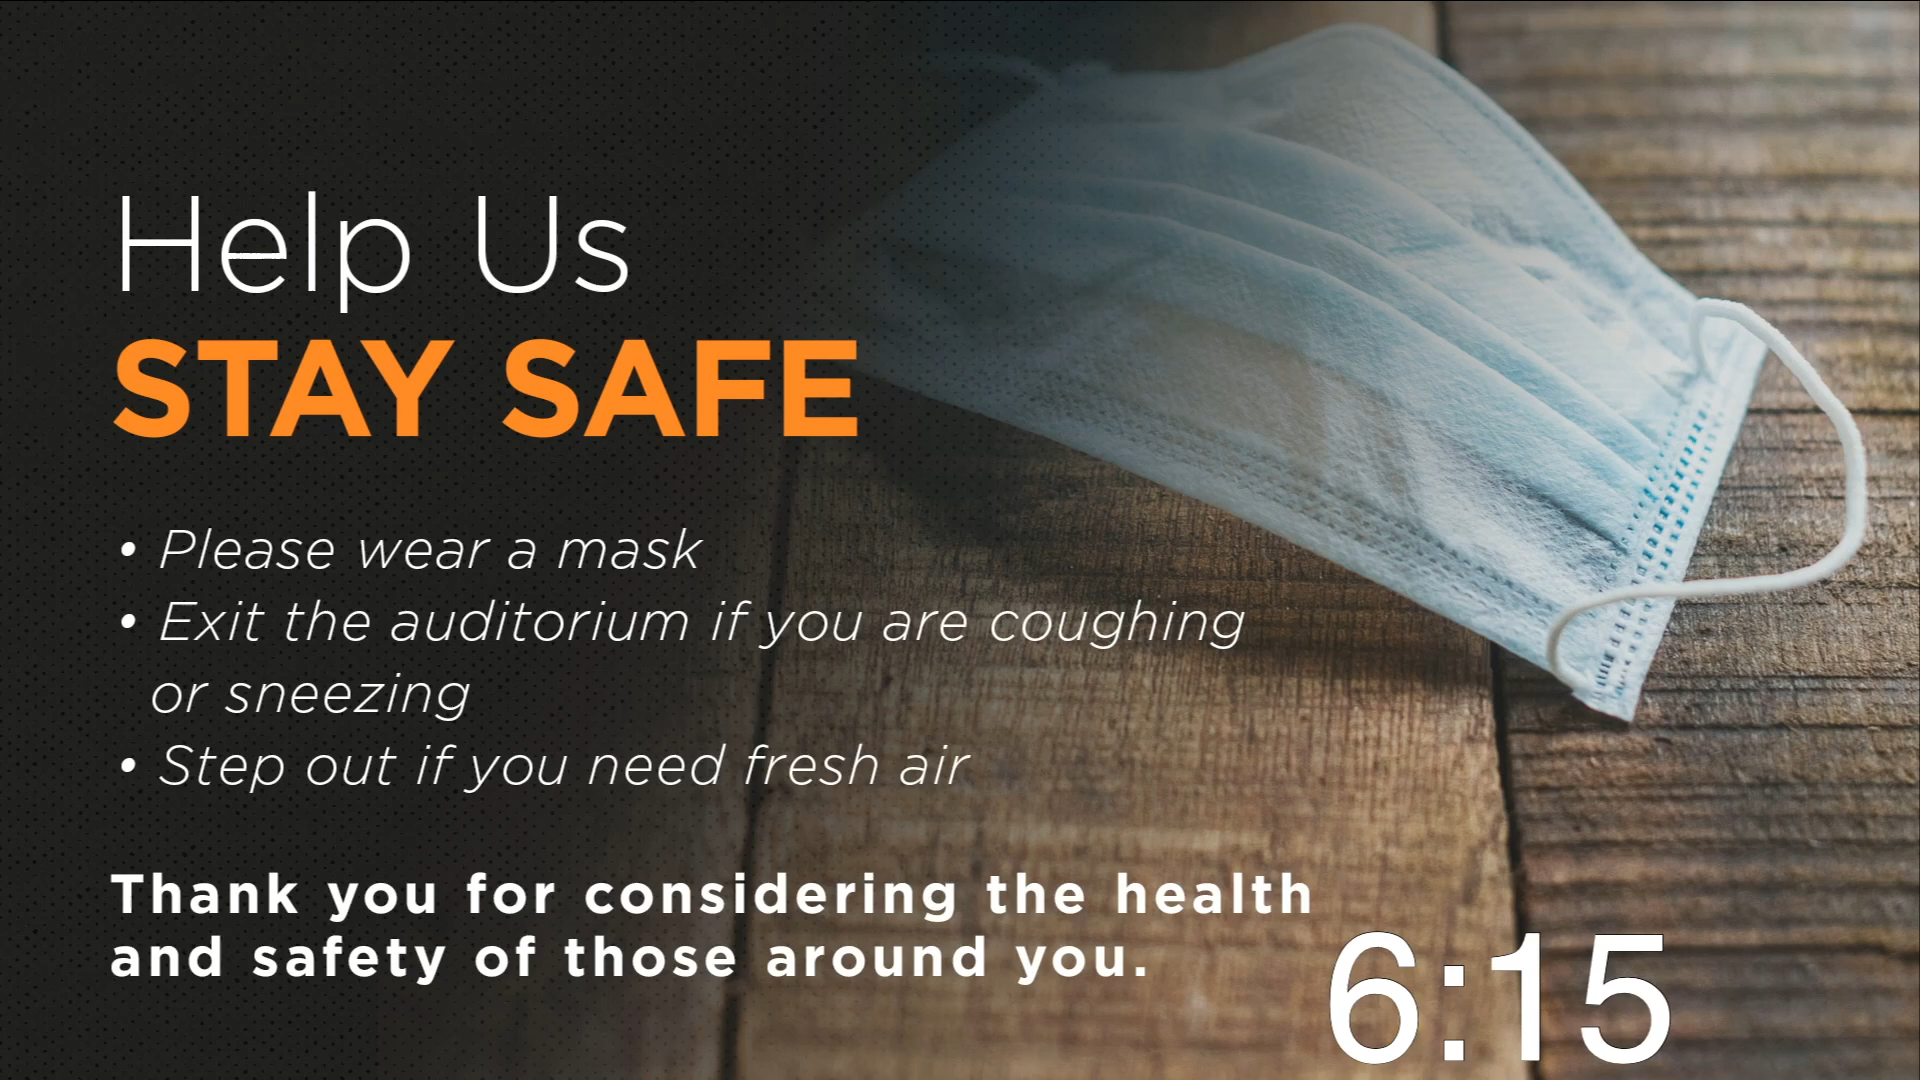 Help Us
STAY SAFE
• Please wear a mask
• Exit the auditorium if you are coughing
or sneezing
• Step out if you need fresh air
Thank you for considering the health
and safety of those around you.
6:15